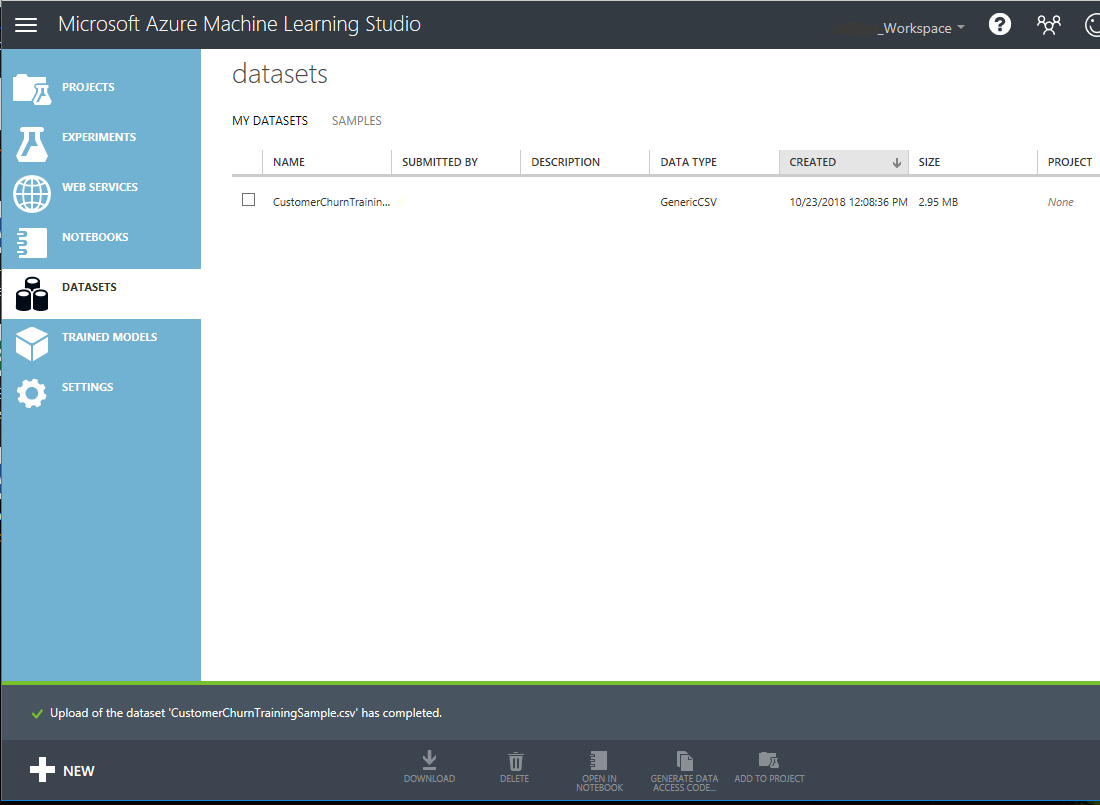 Microsoft Azure Machine Learning Studio
_Workspace
PROJECTS
EXPERIMENTS
WEB SERVICES
NOTEBOOKS
DATASETS
TRAINED MODELS
SETTINGS
datasets
MY DATASETS SAMPLES
NAME SUBMITTED BY DESCRIPTION DATA TYPE CREATED SIZE PROJECT
CustomerChurnTrainin... GenericCSV 10/23/2018 12:08:36 PM 2.95 MB None
Upload of the dataset 'CustomerChurnTrainingSample.csv' has completed.
NEW
DOWNLOAD
DELETE
OPEN IN
NOTEBOOK
GENERATE DATA
ACCESS CODE...
ADD TO PROJECT